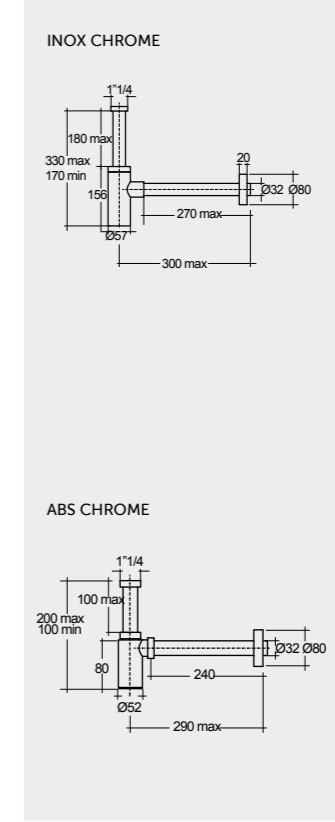 INOX CHROME
1"1/4
180 max
330 max
170 min
156
20
Ø32 Ø80
270 max
Ø57
300 max
ABS CHROME
1"1/4
100 max
200 max
100 min
80
Ø32 Ø80
240
Ø52
290 max